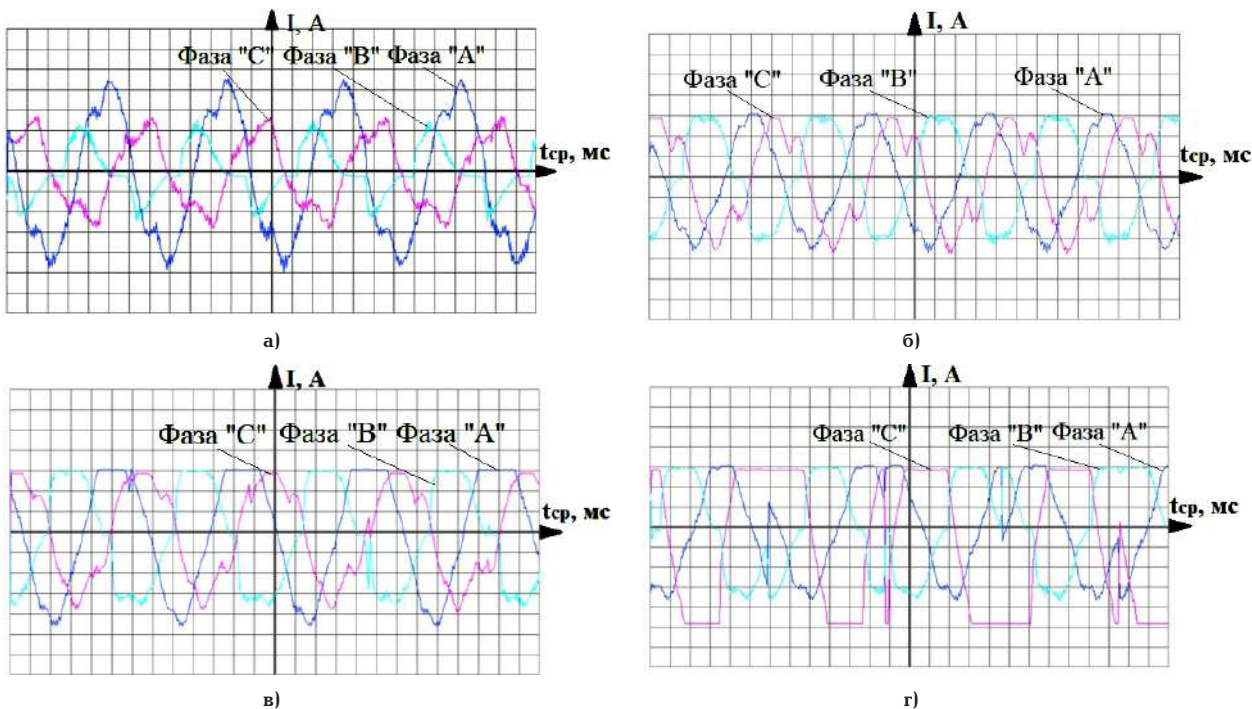 I, A
Фаза "C" Фаза "B" Фаза "A"
tср, мс
а)
I, A
Фаза "C" Фаза "B" Фаза "A"
tср, мс
б)
I, A
Фаза "C" Фаза "B" Фаза "A"
tср, мс
в)
I, A
Фаза "C" Фаза "B" Фаза "A"
tср, мс
г)